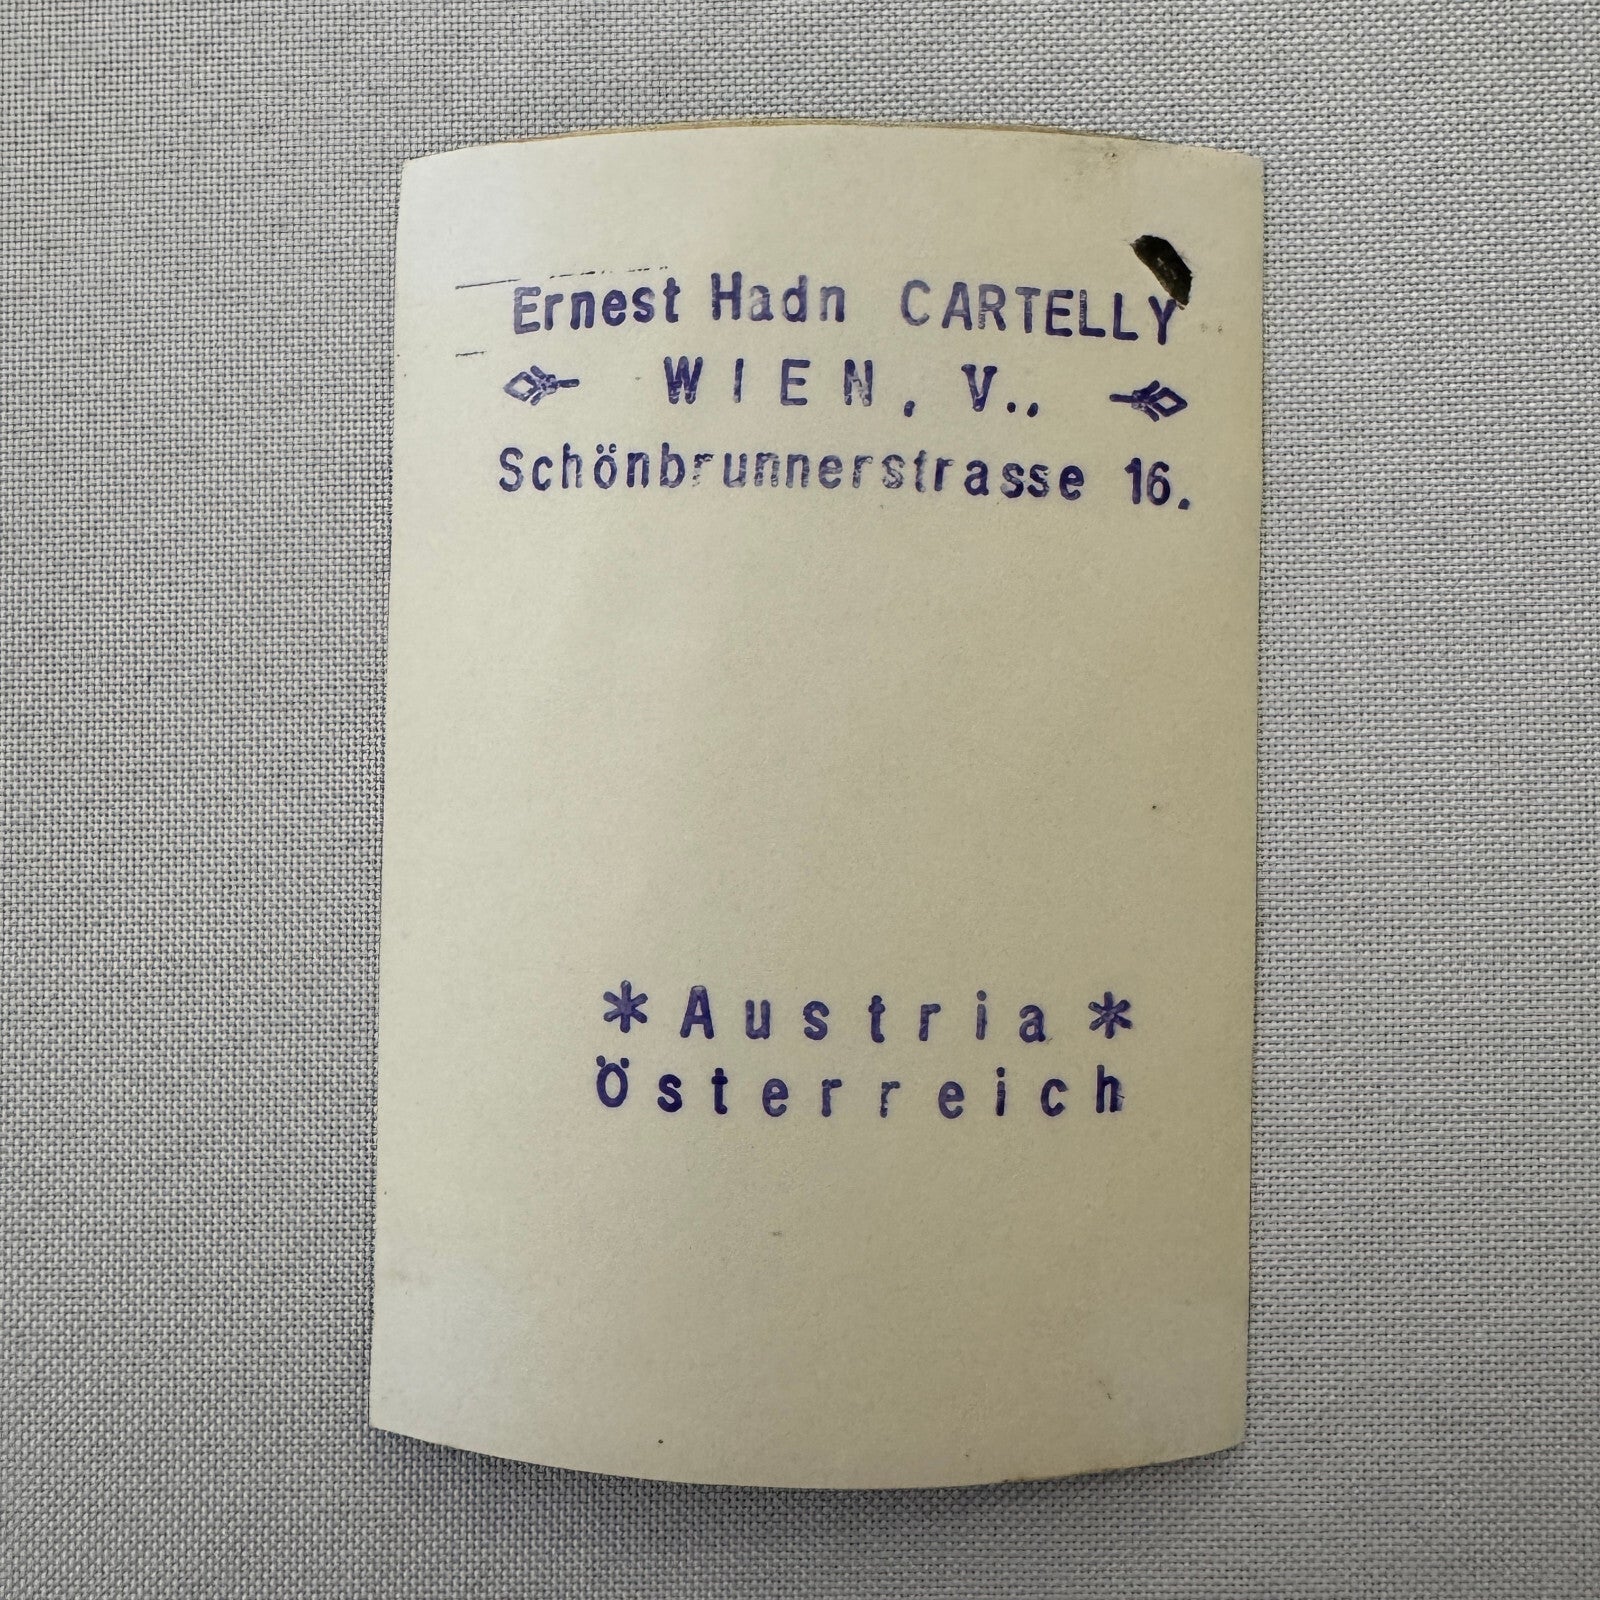 Ernest Hadn CARTELLY
WIEN, V.,
Schönbrunnerstrasse 16.
* Austria *
Österreich